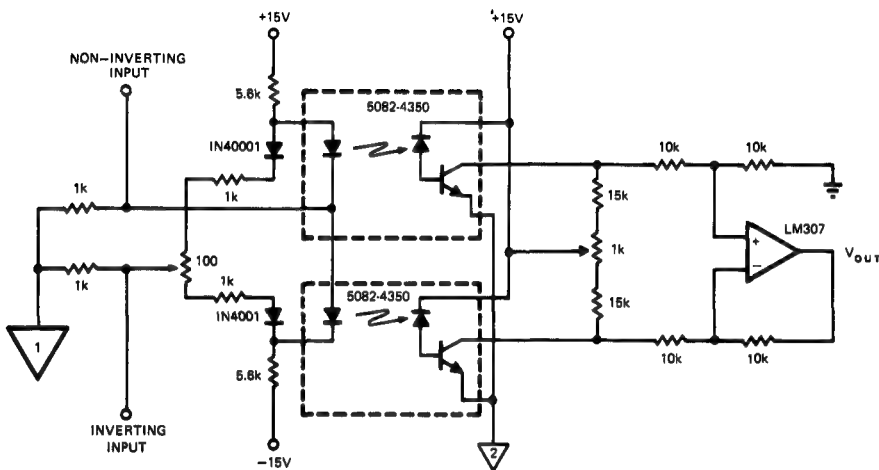 +15V
+15V
NON-INVERTING
INPUT
5.6k
5082-4350
IN40001
1k
1k
10k
10k
15k
LM307
+
−
VOUT
1k
100
1k
1k
15k
5082-4350
IN4001
10k
10k
1
5.6k
2
INVERTING
INPUT
−15V